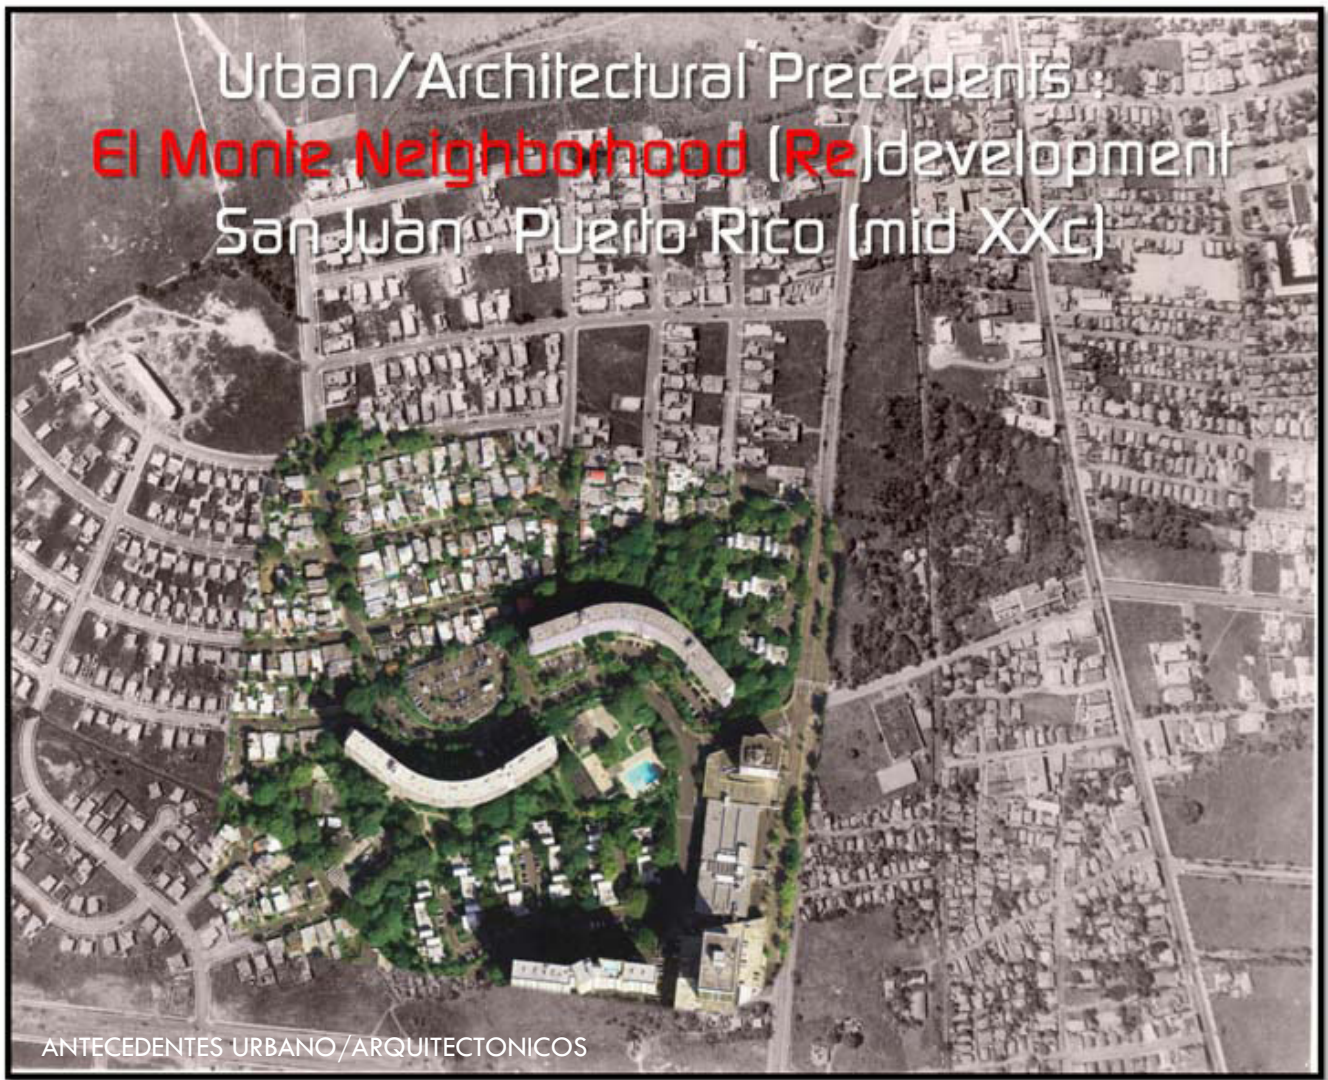 Urban/Architectural Precedents :
El Monte Neighborhood (Re)development
San Juan . Puerto Rico (mid XXc)
ANTECEDENTES URBANO/ARQUITECTONICOS